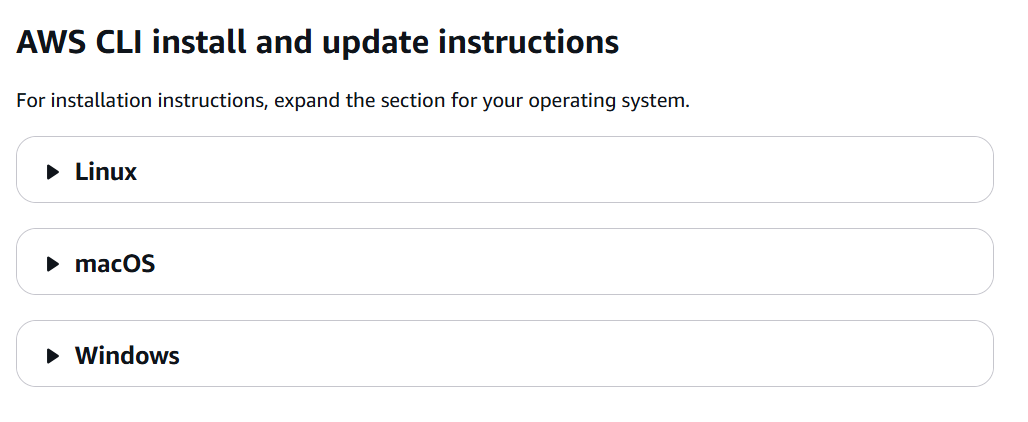 AWS CLI install and update instructions
For installation instructions, expand the section for your operating system.
Linux
macOS
Windows